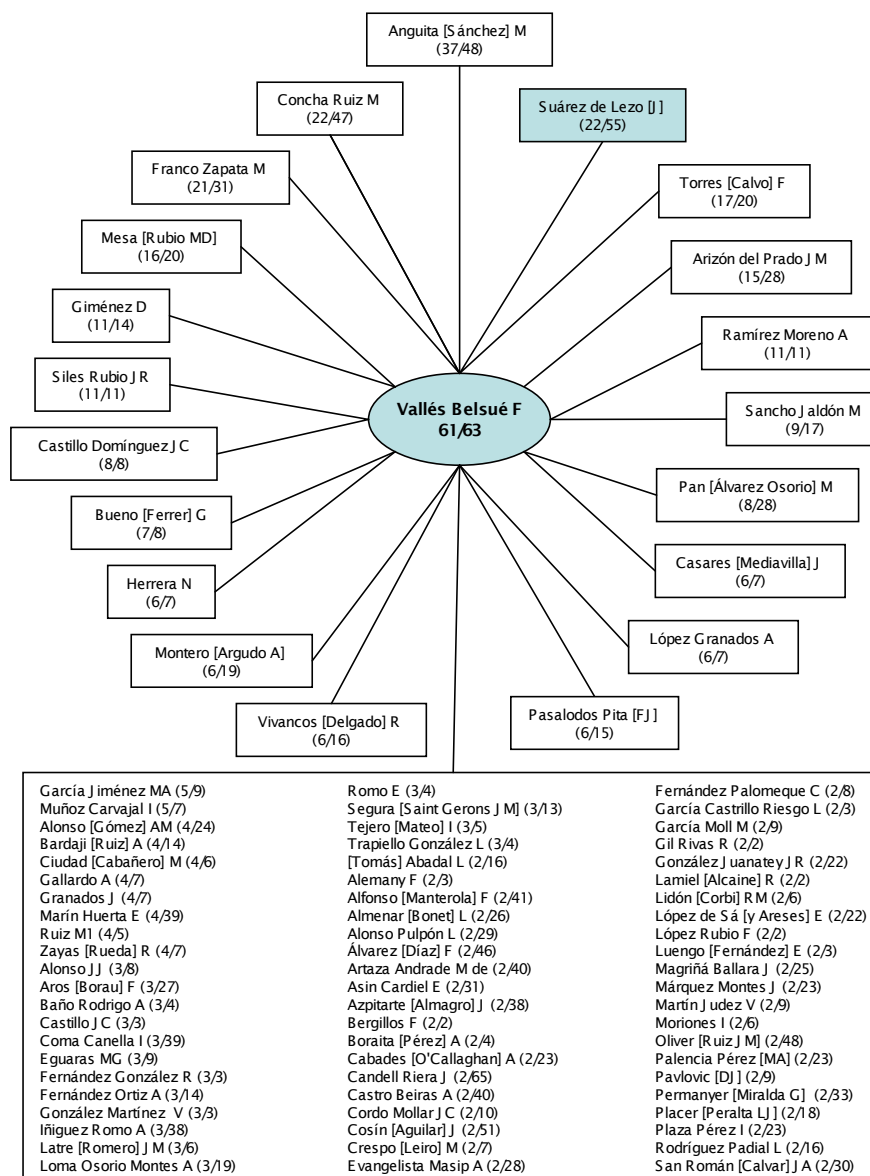 Anguita [Sánchez] M
(37/48)
Concha Ruiz M
(22/47)
Suárez de Lezo [J]
(22/55)
Franco Zapata M
(21/31)
Torres [Calvo] F
(17/20)
Mesa [Rubio MD]
(16/20)
Arizón del Prado J M
(15/28)
Giménez D
(11/14)
Ramírez Moreno A
(11/11)
Siles Rubio JR
(11/11)
Vallés Belsué F
61/63
Sancho Jaldón M
(9/17)
Castillo Domínguez J C
(8/8)
Pan [Álvarez Osorio] M
(8/28)
Bueno [Ferrer] G
(7/8)
Casares [Mediavilla] J
(6/7)
Herrera N
(6/7)
López Granados A
(6/7)
Montero [Argudo A]
(6/19)
Vivancos [Delgado] R
(6/16)
Pasalodos Pita [FJ]
(6/15)
García Jiménez MA (5/9)
Muñoz Carvajal I (5/7)
Alonso [Gómez] AM (4/24)
Bardaji [Ruiz] A (4/14)
Ciudad [Cabañero] M (4/6)
Gallardo A (4/7)
Granados J (4/7)
Marín Huerta E (4/39)
Ruiz M1 (4/5)
Zayas [Rueda] R (4/7)
Alonso JJ (3/8)
Aros [Borau] F (3/27)
Baño Rodrigo A (3/4)
Castillo JC (3/3)
Coma Canella I (3/39)
Eguaras MG (3/9)
Fernández González R (3/3)
Fernández Ortiz A (3/14)
González Martínez V (3/3)
Iñiguez Romo A (3/38)
Latre [Romero] J M (3/6)
Loma Osorio Montes A (3/19)
Romo E (3/4)
Segura [Saint Gerons J M] (3/13)
Tejero [Mateo] I (3/5)
Trapiello González L (3/4)
[Tomás] Abadal L (2/16)
Alemany F (2/3)
Alfonso [Manterola] F (2/41)
Almenar [Bonet] L (2/26)
Alonso Pulpón L (2/29)
Álvarez [Díaz] F (2/46)
Artaza Andrade M de (2/40)
Asin Cardiel E (2/31)
Azpitarte [Almagro] J (2/38)
Bergillos F (2/2)
Boraita [Pérez] A (2/4)
Cabades [O'Callaghan] A (2/23)
Candell Riera J (2/65)
Castro Beiras A (2/40)
Cordo Mollar J C (2/10)
Cosín [Aguilar] J (2/51)
Crespo [Leiro] M (2/7)
Evangelista Masip A (2/28)
Fernández Palomeque C (2/8)
García Castrillo Riesgo L (2/3)
García Moll M (2/9)
Gil Rivas R (2/2)
González Juanatey JR (2/22)
Lamiel [Alcaine] R (2/2)
Lidón [Corbi] RM (2/6)
López de Sá [y Areses] E (2/22)
López Rubio F (2/2)
Luengo [Fernández] E (2/3)
Magriñá Ballara J (2/25)
Márquez Montes J (2/23)
Martín Judez V (2/9)
Moriones I (2/6)
Oliver [Ruiz JM] (2/48)
Palencia Pérez [MA] (2/23)
Pavlovic [DJ] (2/9)
Permanyer [Miralda G] (2/33)
Placer [Peralta LJ] (2/18)
Plaza Pérez I (2/23)
Rodríguez Padial L (2/16)
San Román [Calvar] J A (2/30)